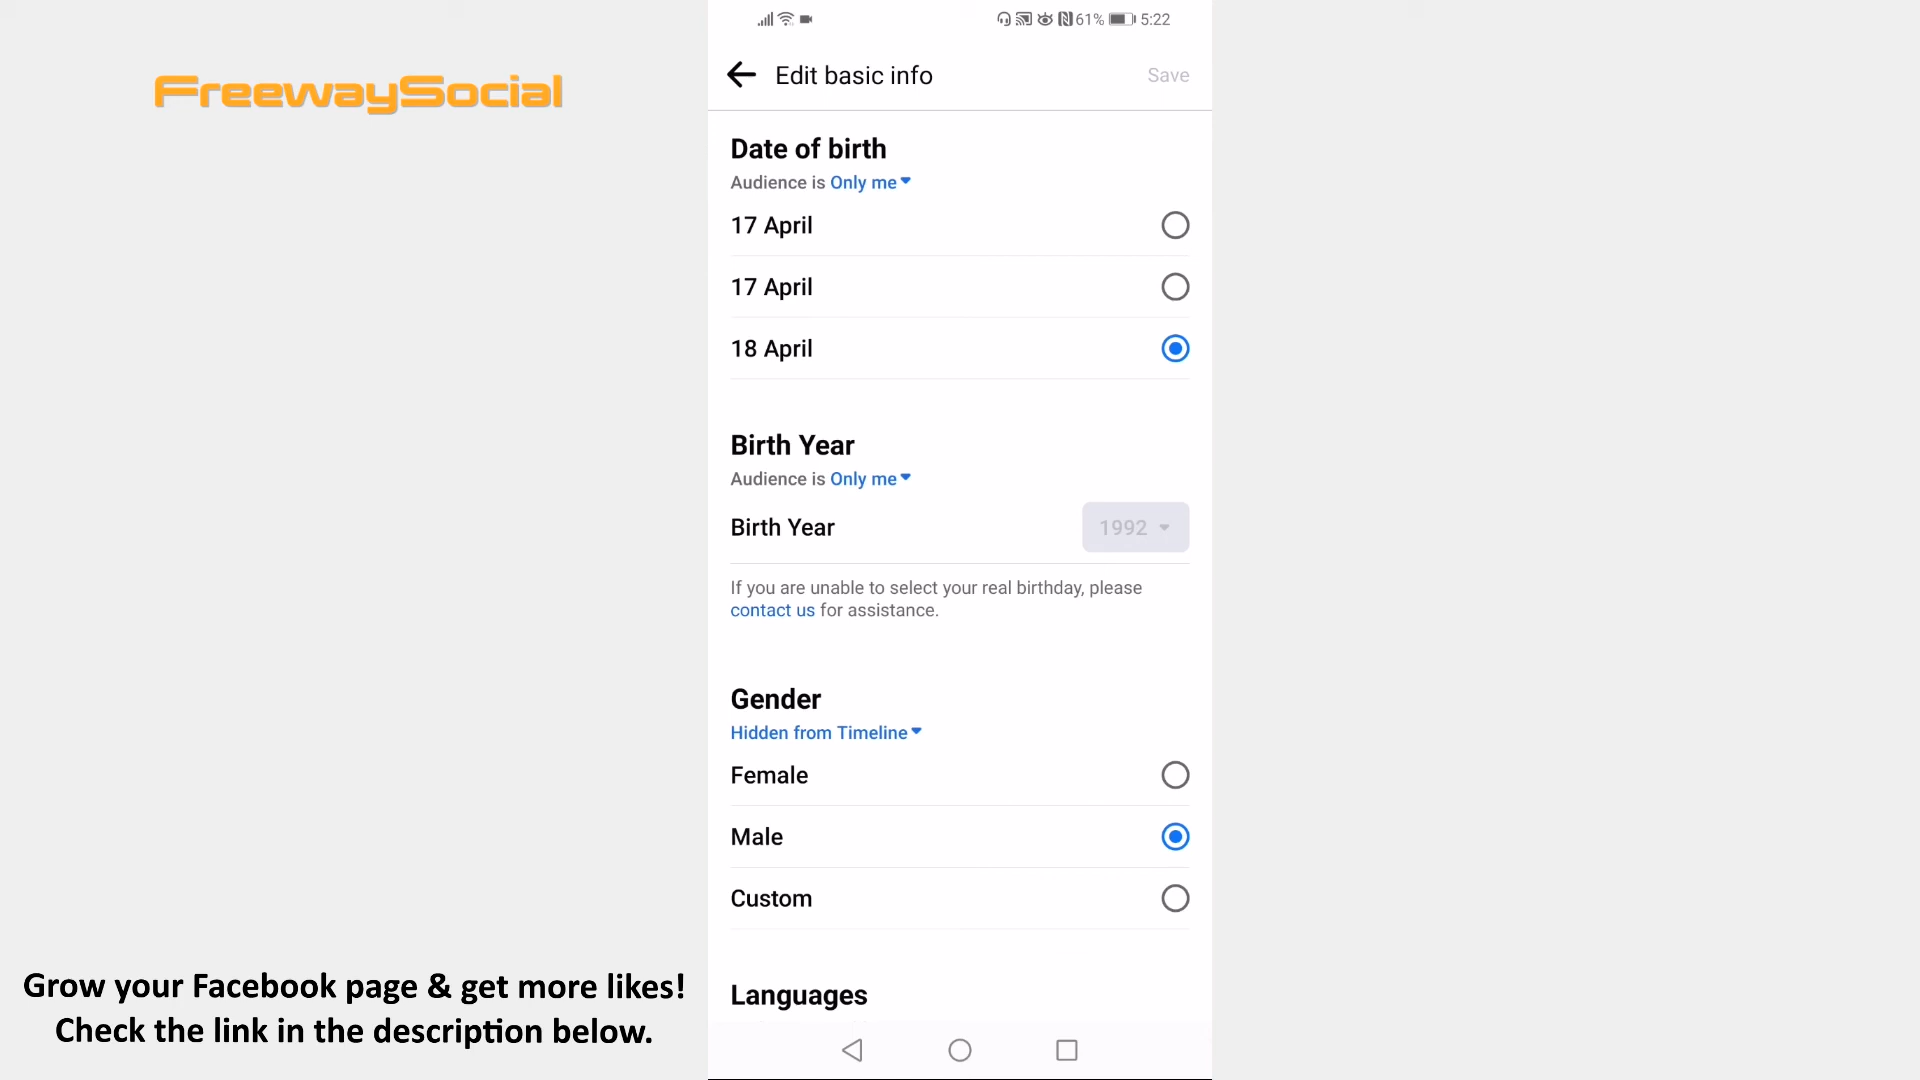 61% 5:22
FreewaySocial
Edit basic info
Save
Date of birth
Audience is Only me
17 April
17 April
18 April
Birth Year
Audience is Only me
Birth Year
1992
If you are unable to select your real birthday, please
contact us for assistance.
Gender
Hidden from Timeline
Female
Male
Custom
Languages
Grow your Facebook page & get more likes!
Check the link in the description below.